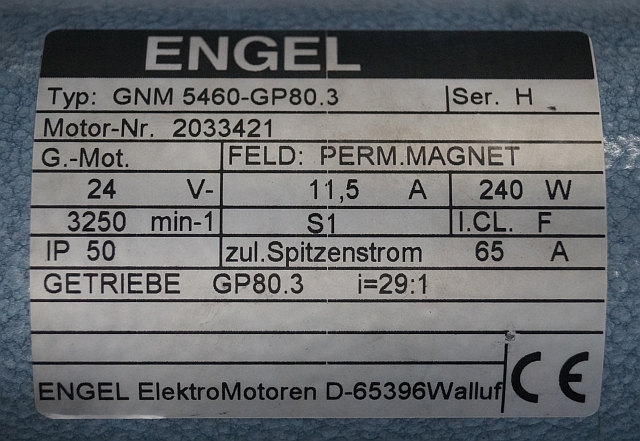 ENGEL
Typ: GNM 5460-GP80.3 Ser. H
Motor-Nr. 2033421
G.-Mot. FELD: PERM.MAGNET
24 V- 11,5 A 240 W
3250 min-1 S1 I.CL. F
IP 50 zul.Spitzenstrom 65 A
GETRIEBE GP80.3 i=29:1
ENGEL ElektroMotoren D-65396Walluf CE